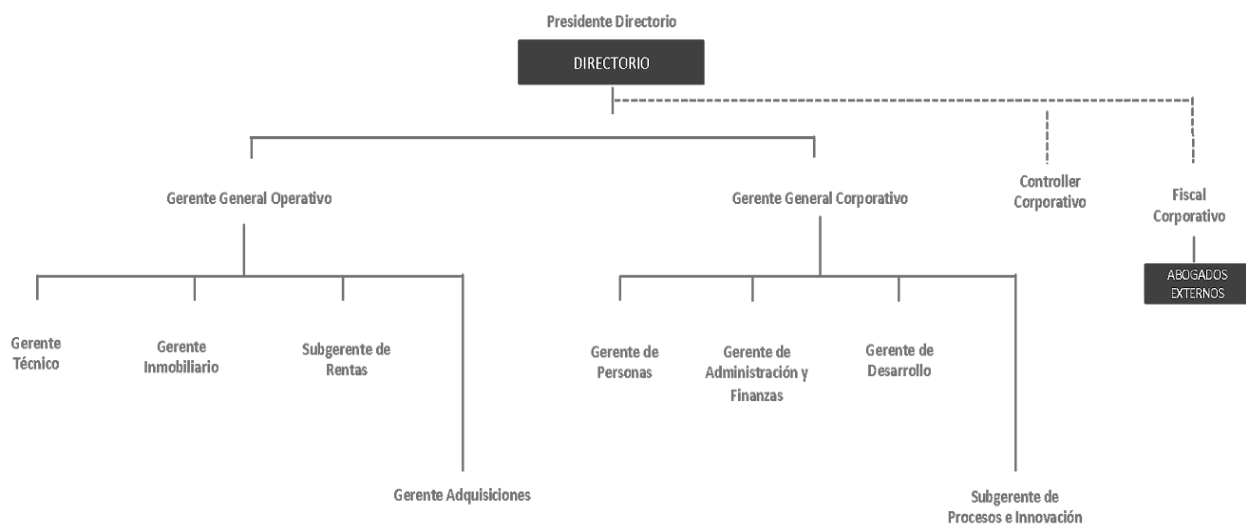 Presidente Directorio
DIRECTORIO
Gerente General Operativo
Gerente General Corporativo
Controller
Corporativo
Fiscal
Corporativo
ABOGADOS
EXTERNOS
Gerente
Técnico
Gerente
Inmobiliario
Subgerente de
Rentas
Gerente de
Personas
Gerente de
Administración y
Finanzas
Gerente de
Desarrollo
Gerente Adquisiciones
Subgerente de
Procesos e Innovación